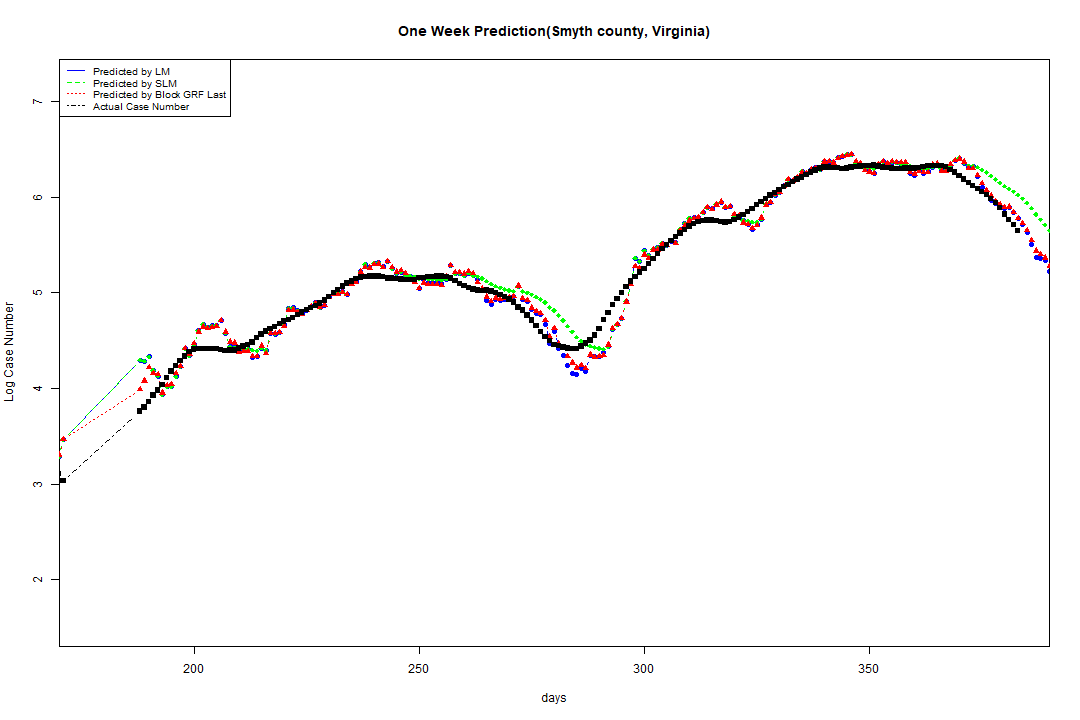 One Week Prediction(Smyth county, Virginia)
Predicted by LM
Predicted by SLM
Predicted by Block GRF Last
Actual Case Number
7
6
5
4
3
2
Log Case Number
200 250 300 350
days